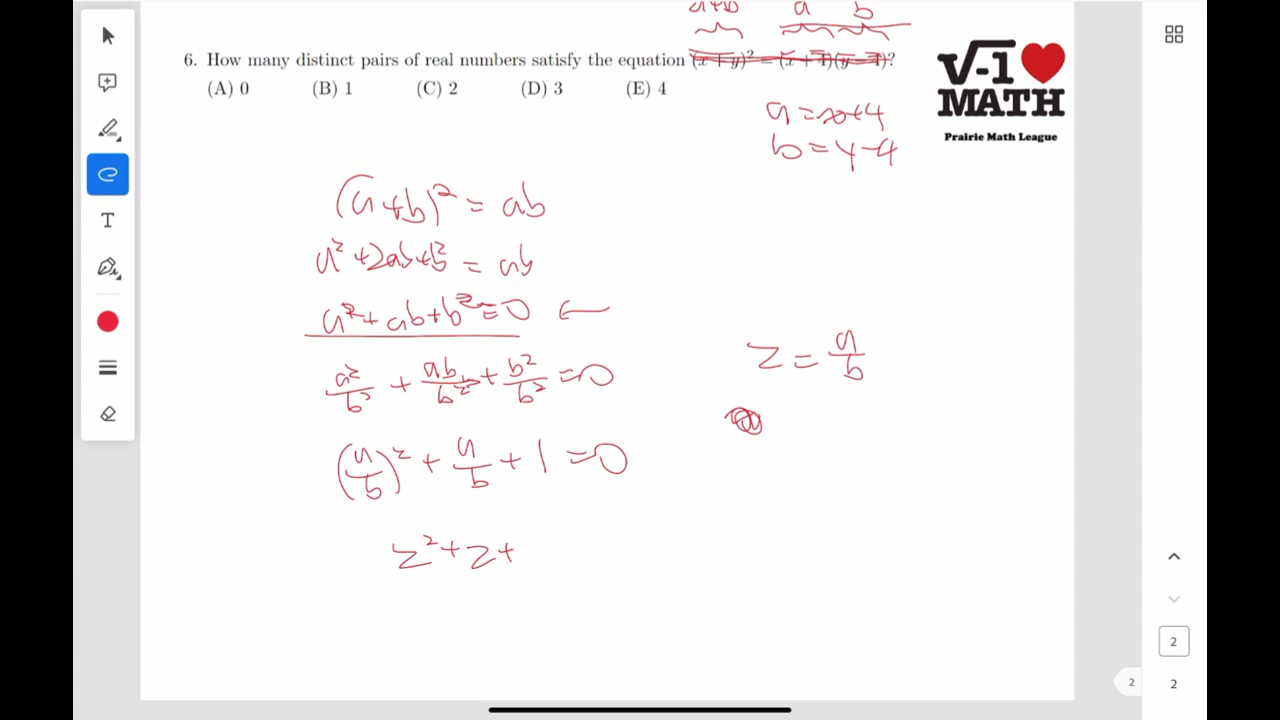 a+b a b
6. How many distinct pairs of real numbers satisfy the equation (x + y)² = (x + 4)(y − 4)?
(A) 0 (B) 1 (C) 2 (D) 3 (E) 4
√-1 ❤
MATH
Prairie Math League
a = x+4
b = y-4
(a+b)² = ab
a² + 2ab + b² = ab
a² + ab + b² = 0 ←
a²/b² + ab/b² + b²/b² = 0
z = a/b
(a/b)² + a/b + 1 = 0
z² + z +
T
2
2
2